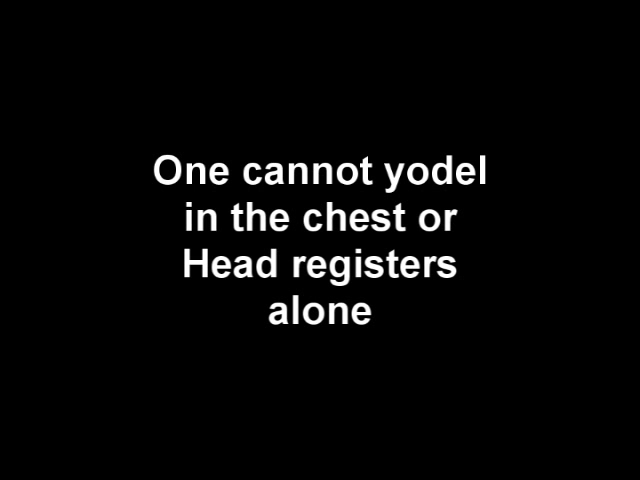 One cannot yodel
in the chest or
Head registers
alone